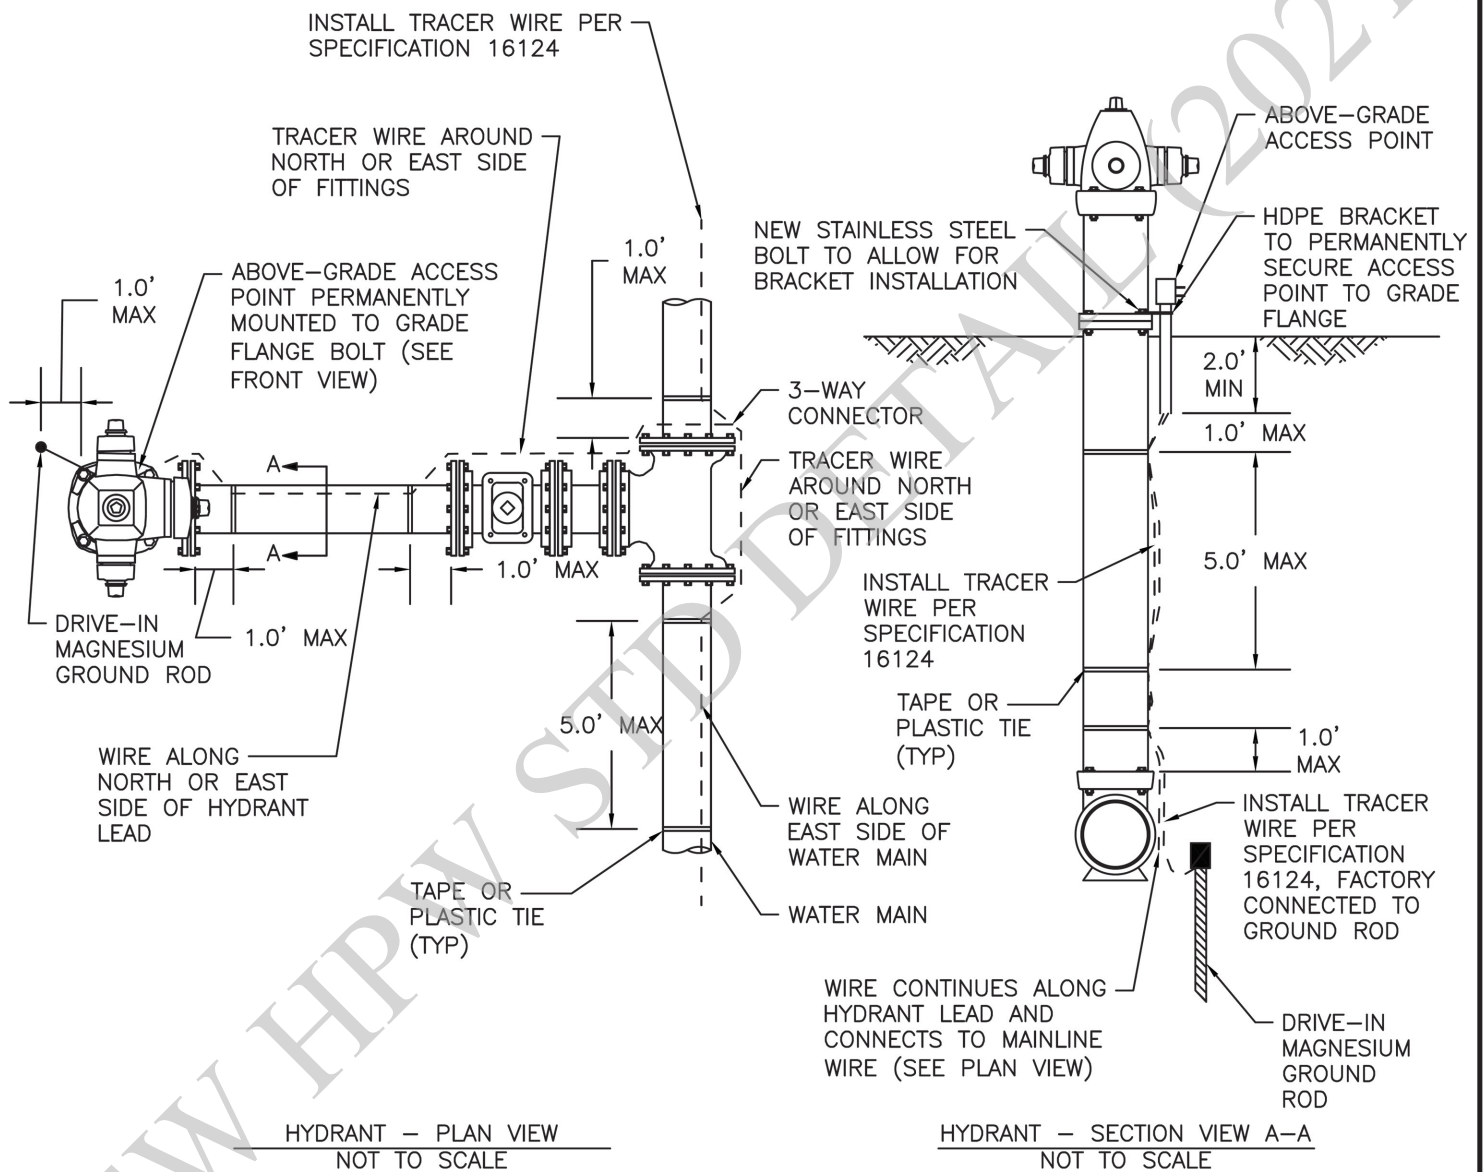 INSTALL TRACER WIRE PER
SPECIFICATION 16124
TRACER WIRE AROUND
NORTH OR EAST SIDE
OF FITTINGS
1.0'
MAX
ABOVE-GRADE ACCESS
POINT PERMANENTLY
MOUNTED TO GRADE
FLANGE BOLT (SEE
FRONT VIEW)
1.0'
MAX
3-WAY
CONNECTOR
TRACER WIRE
AROUND NORTH
OR EAST SIDE
OF FITTINGS
A
A
1.0' MAX
1.0' MAX
DRIVE-IN
MAGNESIUM
GROUND ROD
5.0' MAX
WIRE ALONG
NORTH OR EAST
SIDE OF HYDRANT
LEAD
WIRE ALONG
EAST SIDE OF
WATER MAIN
TAPE OR
PLASTIC TIE
(TYP)
WATER MAIN
HYDRANT - PLAN VIEW
NOT TO SCALE
ABOVE-GRADE
ACCESS POINT
NEW STAINLESS STEEL
BOLT TO ALLOW FOR
BRACKET INSTALLATION
HDPE BRACKET
TO PERMANENTLY
SECURE ACCESS
POINT TO GRADE
FLANGE
2.0'
MIN
1.0' MAX
5.0' MAX
INSTALL TRACER
WIRE PER
SPECIFICATION
16124
TAPE OR
PLASTIC TIE
(TYP)
1.0'
MAX
INSTALL TRACER
WIRE PER
SPECIFICATION
16124, FACTORY
CONNECTED TO
GROUND ROD
WIRE CONTINUES ALONG
HYDRANT LEAD AND
CONNECTS TO MAINLINE
WIRE (SEE PLAN VIEW)
DRIVE-IN
MAGNESIUM
GROUND
ROD
HYDRANT - SECTION VIEW A-A
NOT TO SCALE
HPW STD DETAIL (202